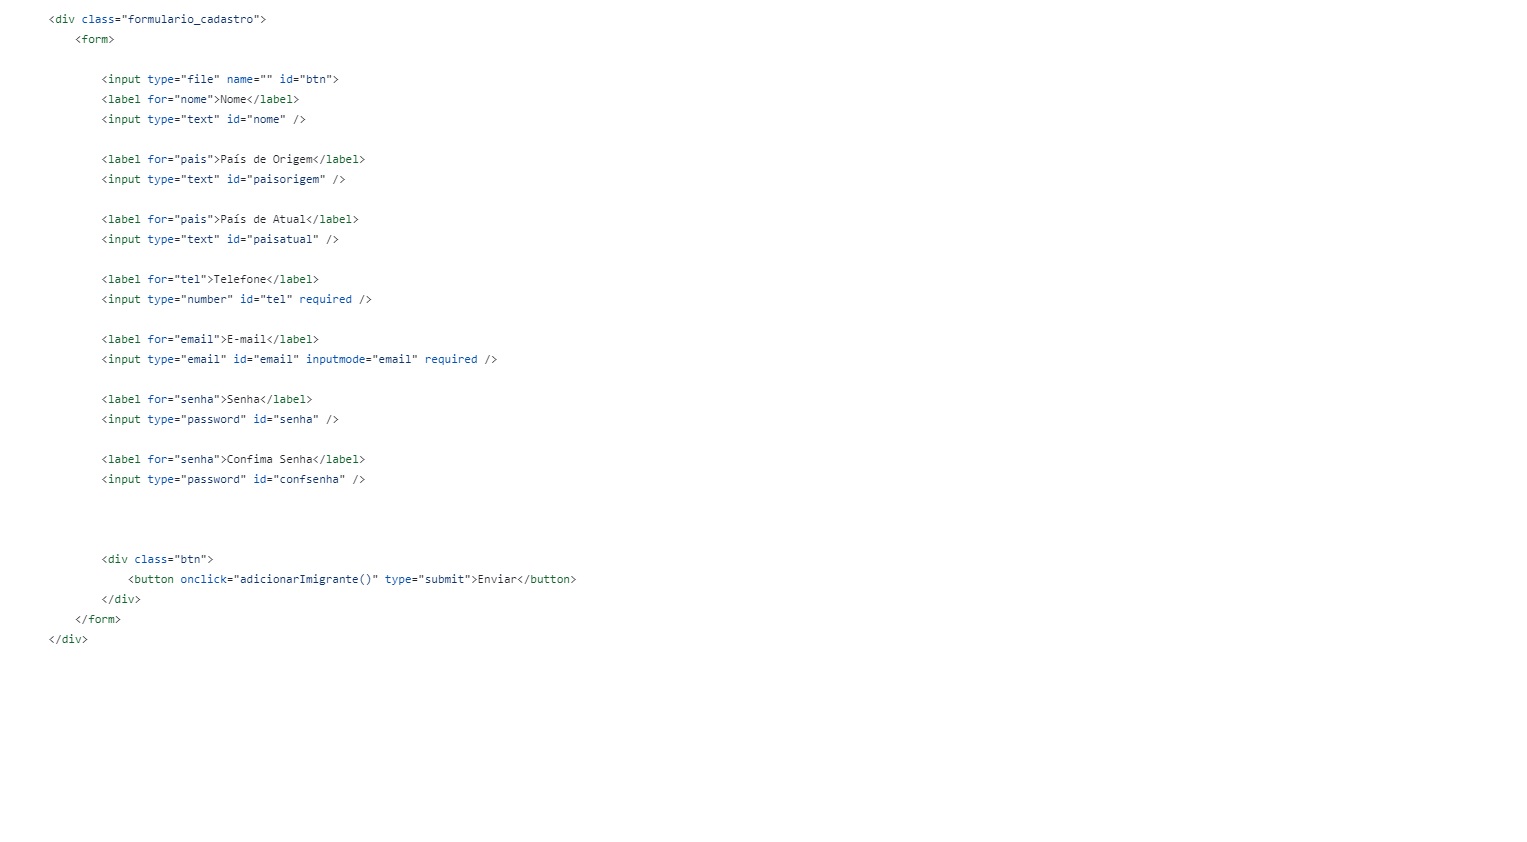 <div class="formulario_cadastro">
<form>
<input type="file" name="" id="btn">
<label for="nome">Nome</label>
<input type="text" id="nome" />
<label for="pais">País de Origem</label>
<input type="text" id="paisorigem" />
<label for="pais">País de Atual</label>
<input type="text" id="paisatual" />
<label for="tel">Telefone</label>
<input type="number" id="tel" required />
<label for="email">E-mail</label>
<input type="email" id="email" inputmode="email" required />
<label for="senha">Senha</label>
<input type="password" id="senha" />
<label for="senha">Confima Senha</label>
<input type="password" id="confsenha" />
<div class="btn">
<button onclick="adicionarImigrante()" type="submit">Enviar</button>
</div>
</form>
</div>